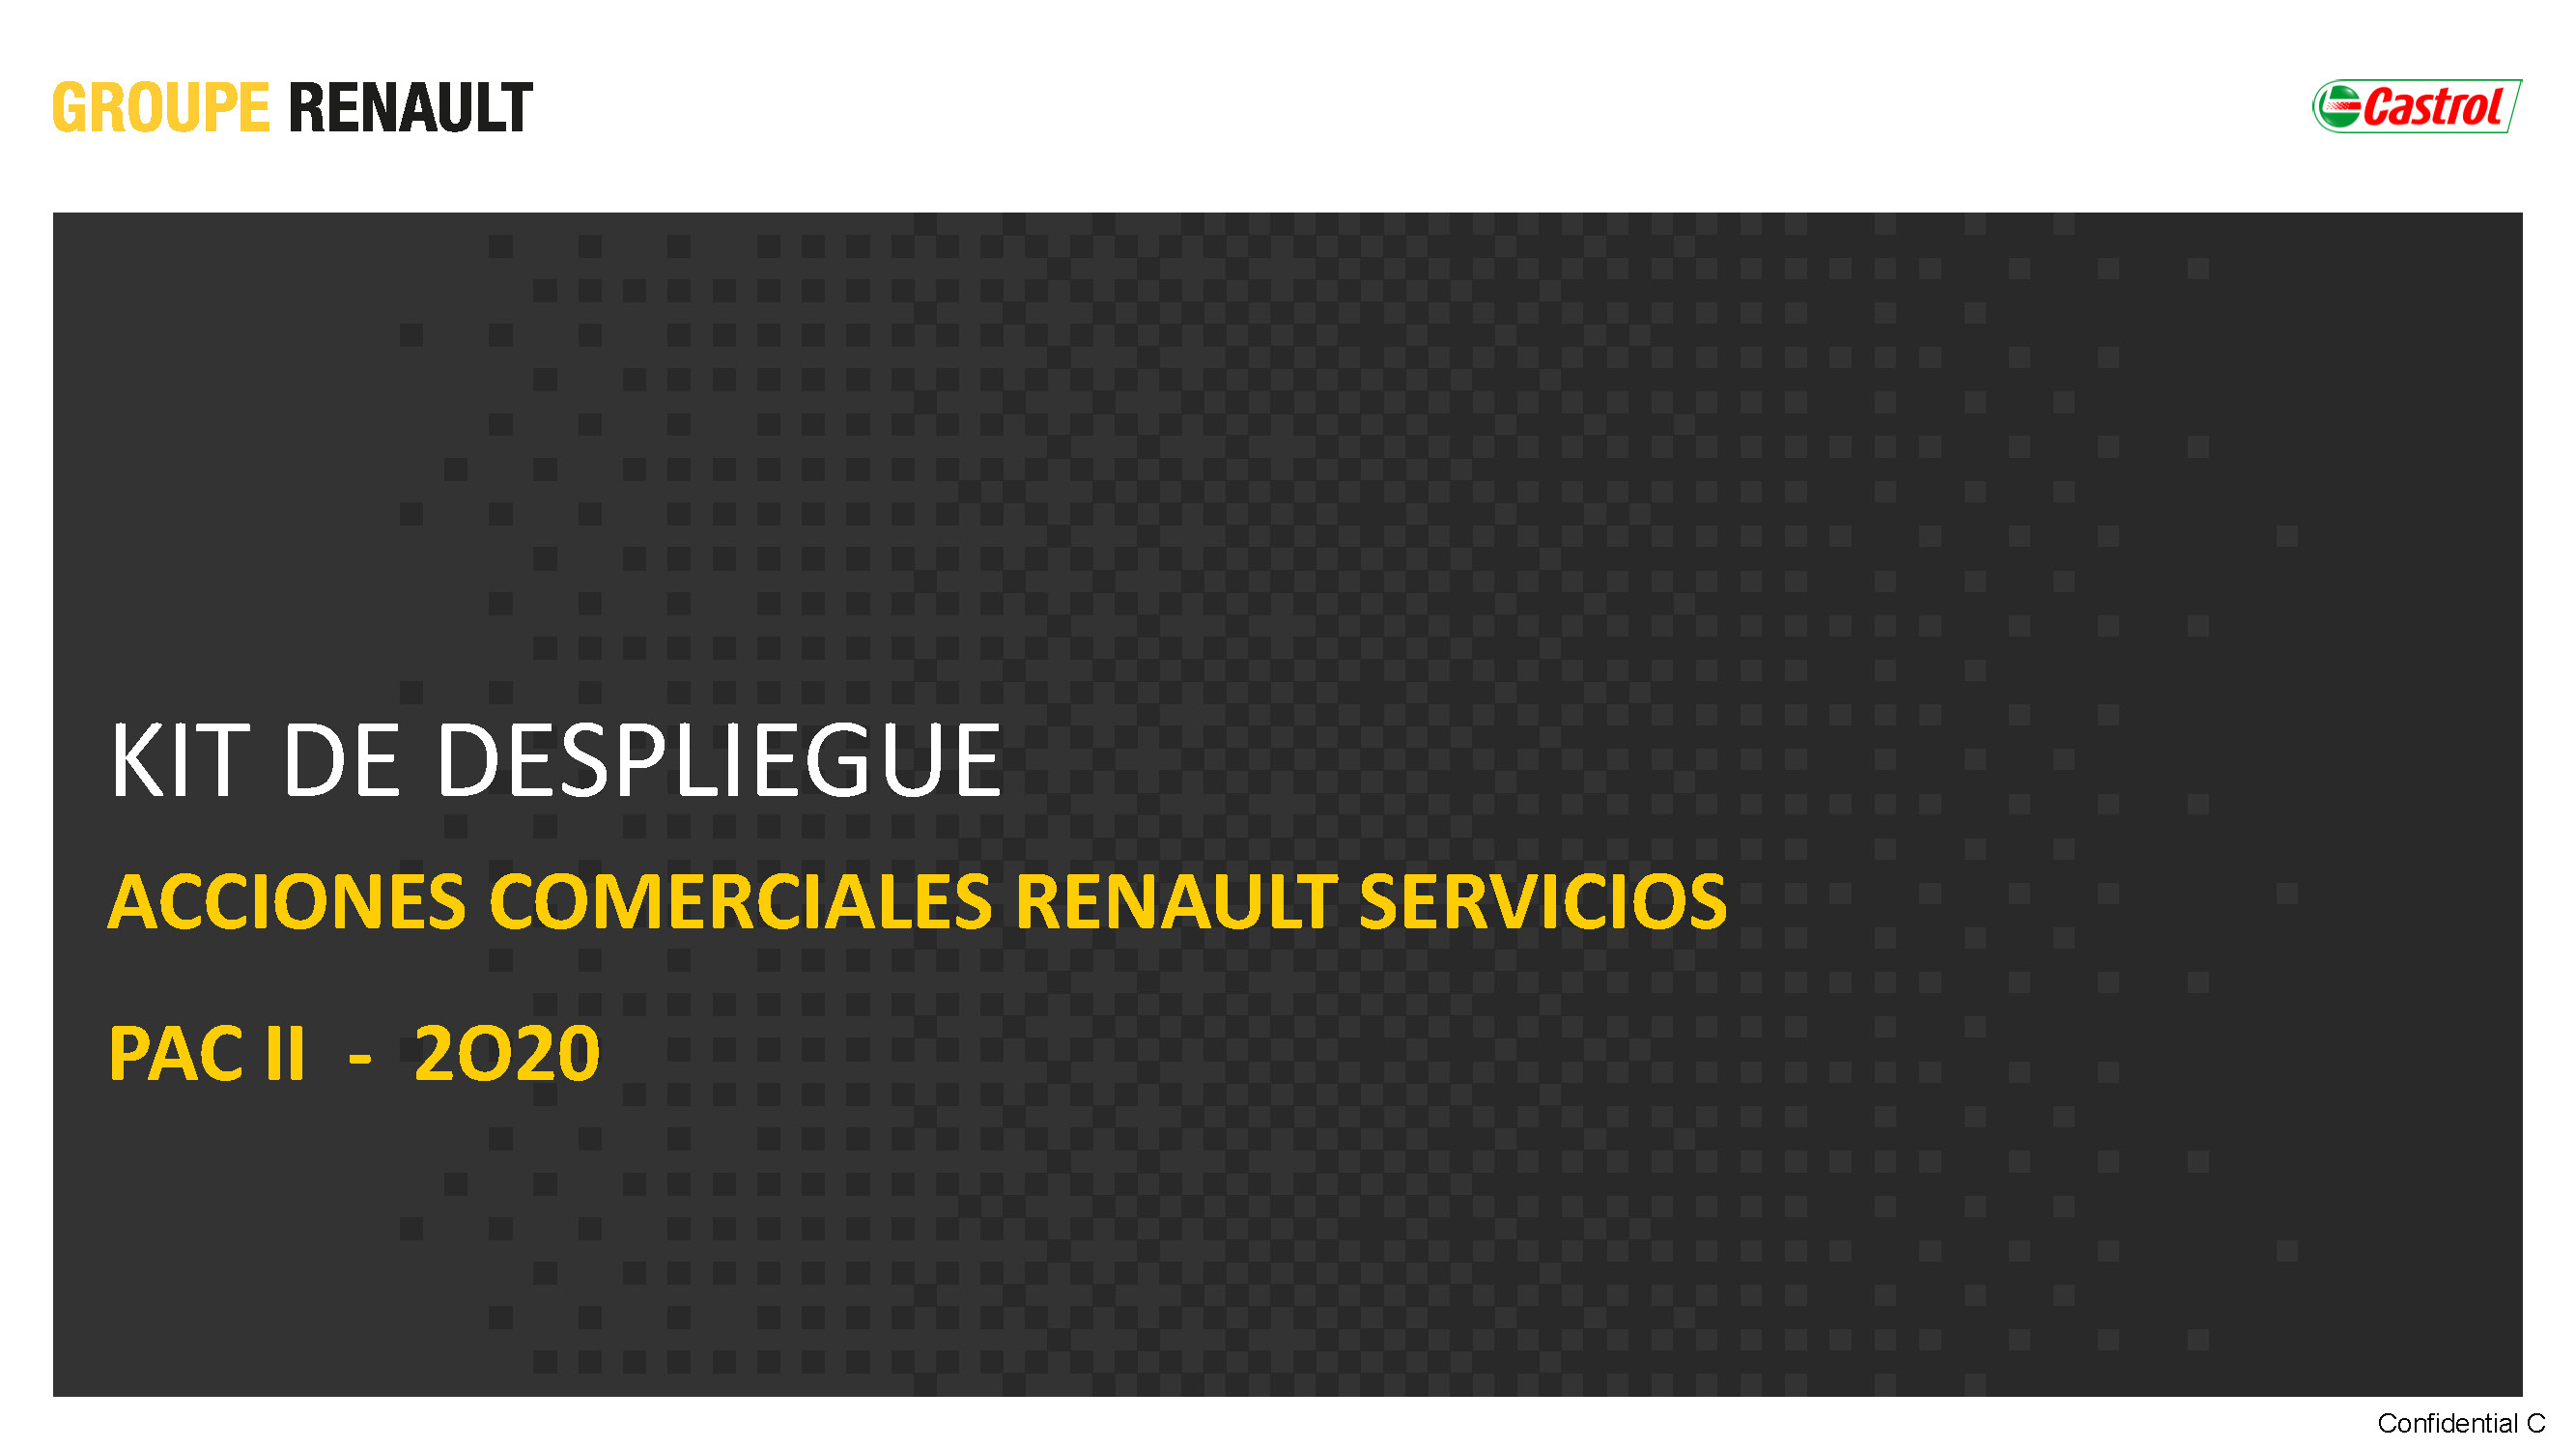 GROUPE RENAULT
Castrol
KIT DE DESPLIEGUE
ACCIONES COMERCIALES RENAULT SERVICIOS
PAC II - 2O20
Confidential C